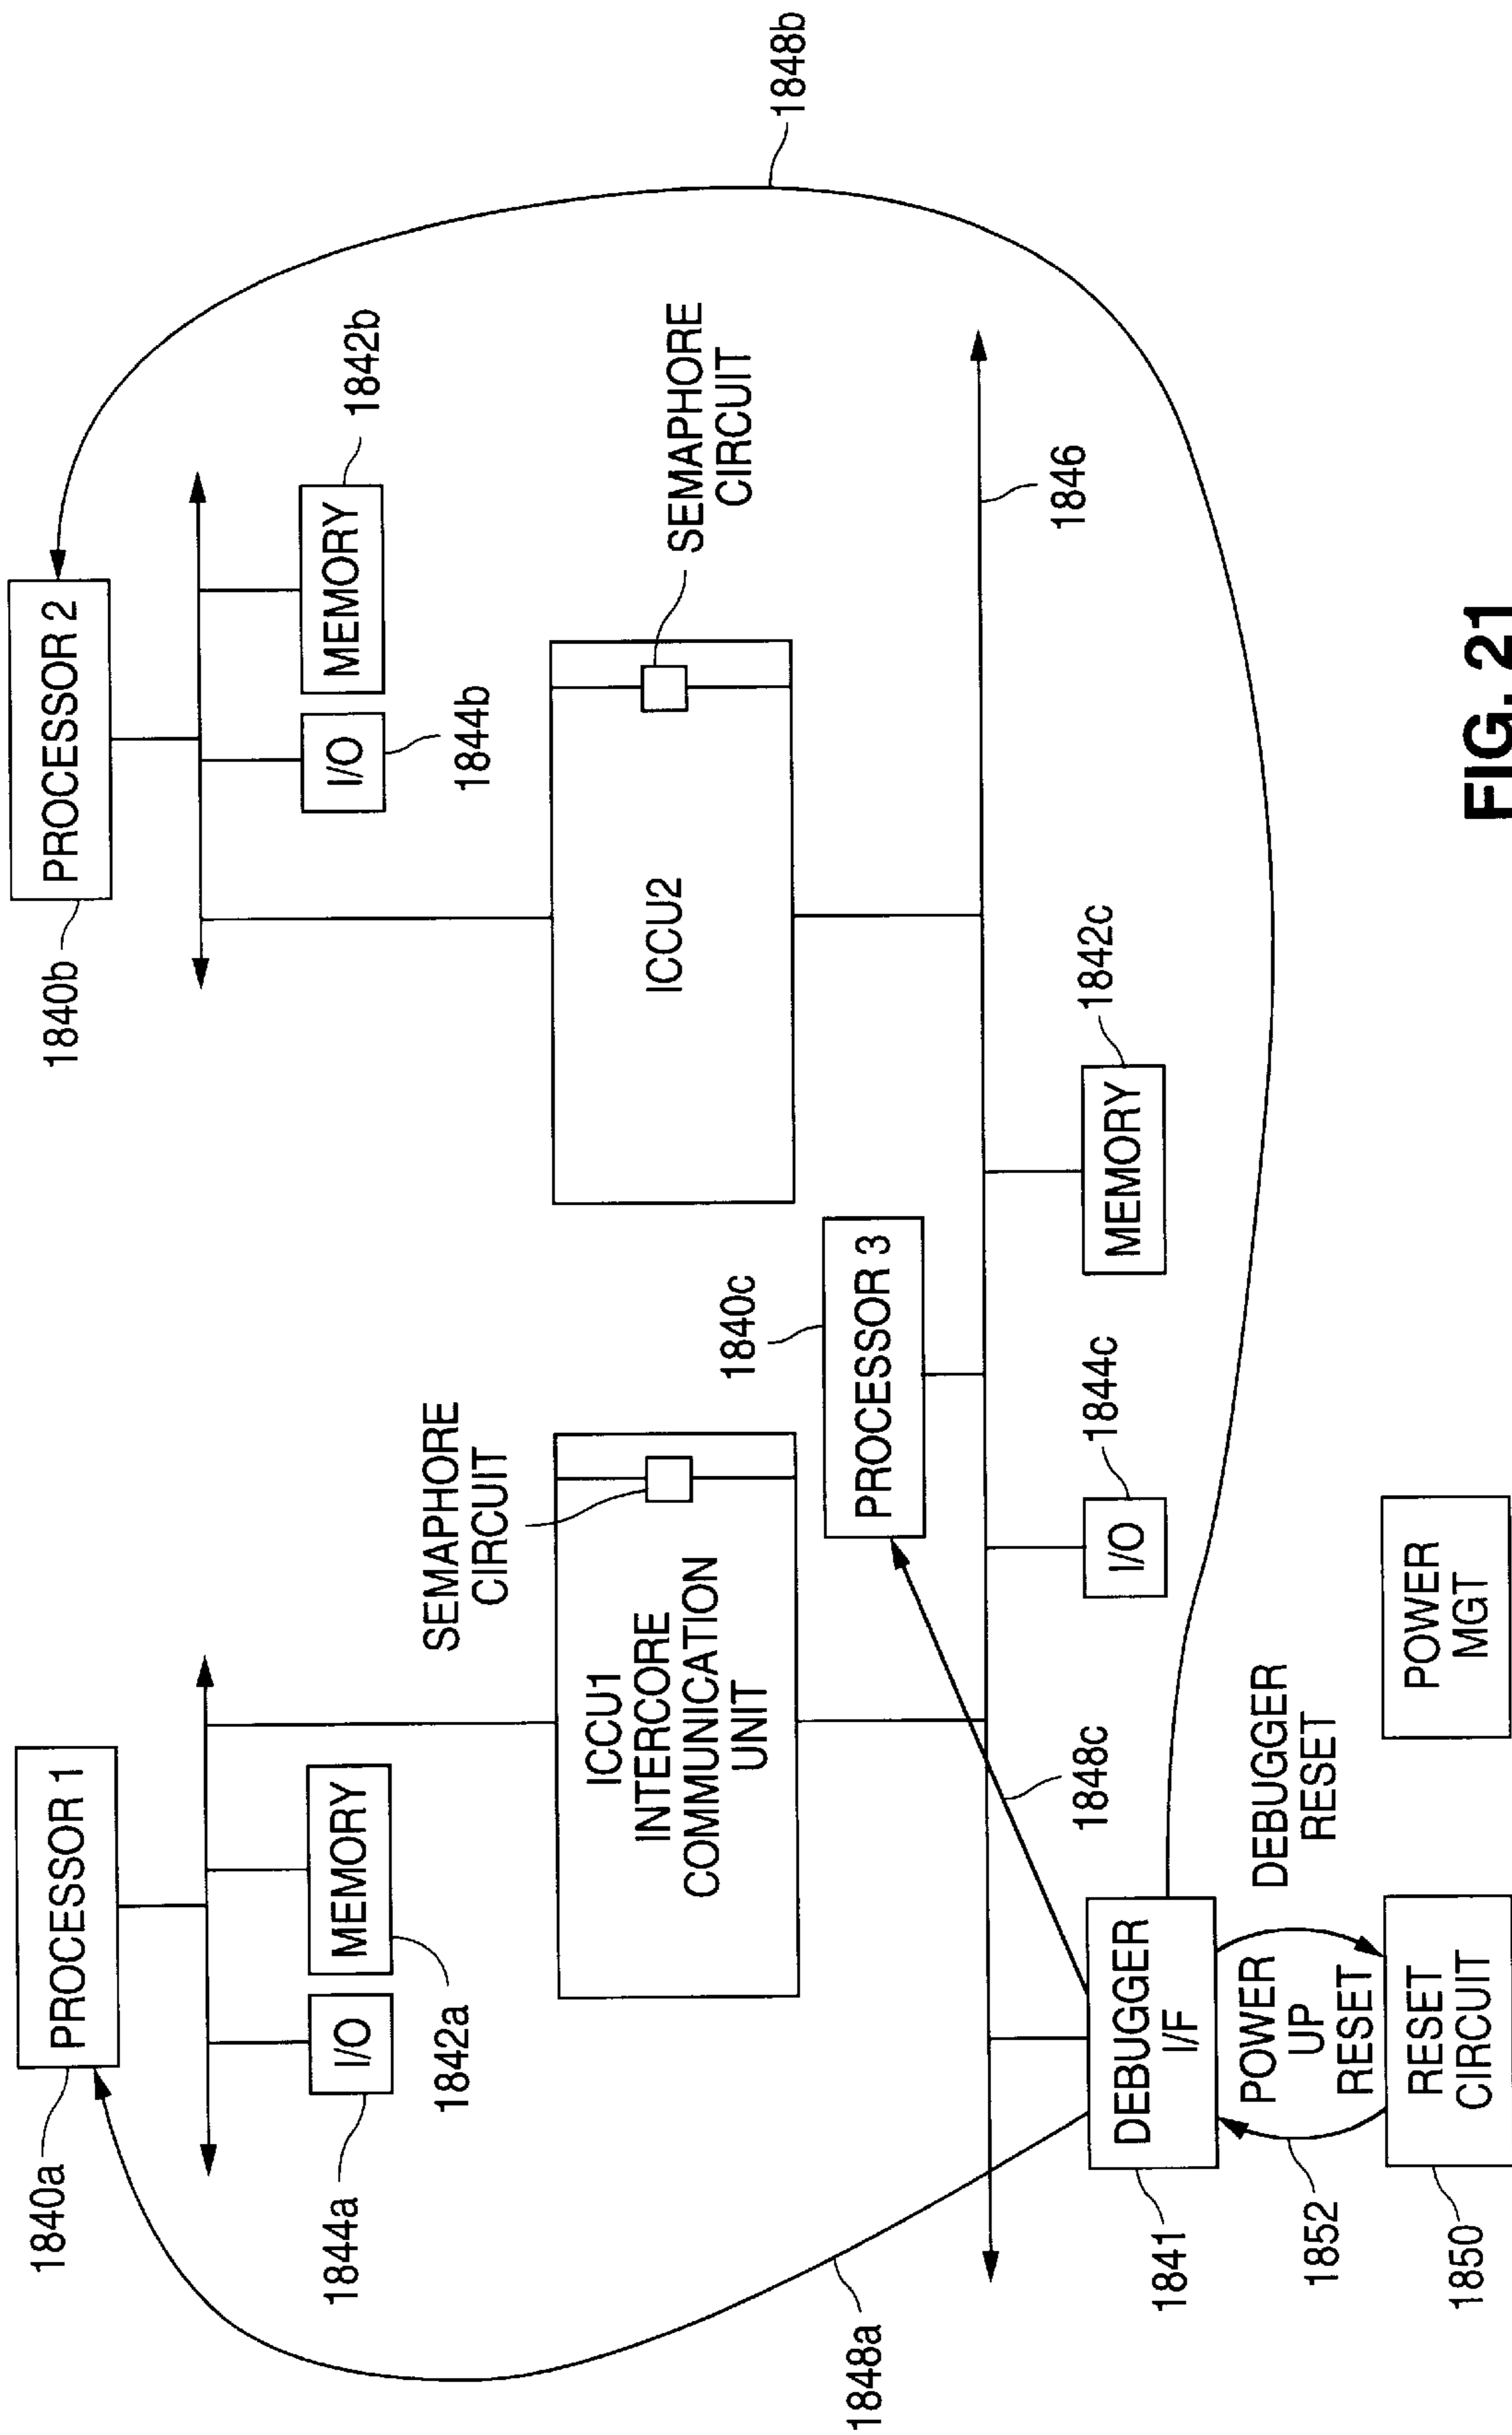 1840a
PROCESSOR 1
1840b
PROCESSOR 2
1844a
I/O
MEMORY
1842a
I/O
1844b
MEMORY
1842b
SEMAPHORE
CIRCUIT
ICCU1
INTERCORE
COMMUNICATION
UNIT
ICCU2
SEMAPHORE
CIRCUIT
1848b
1840c
PROCESSOR 3
1846
1848a
1848c
1841
DEBUGGER
I/F
I/O
1844c
MEMORY
1842c
1852
POWER
UP
RESET
DEBUGGER
RESET
1850
RESET
CIRCUIT
POWER
MGT
FIG. 21